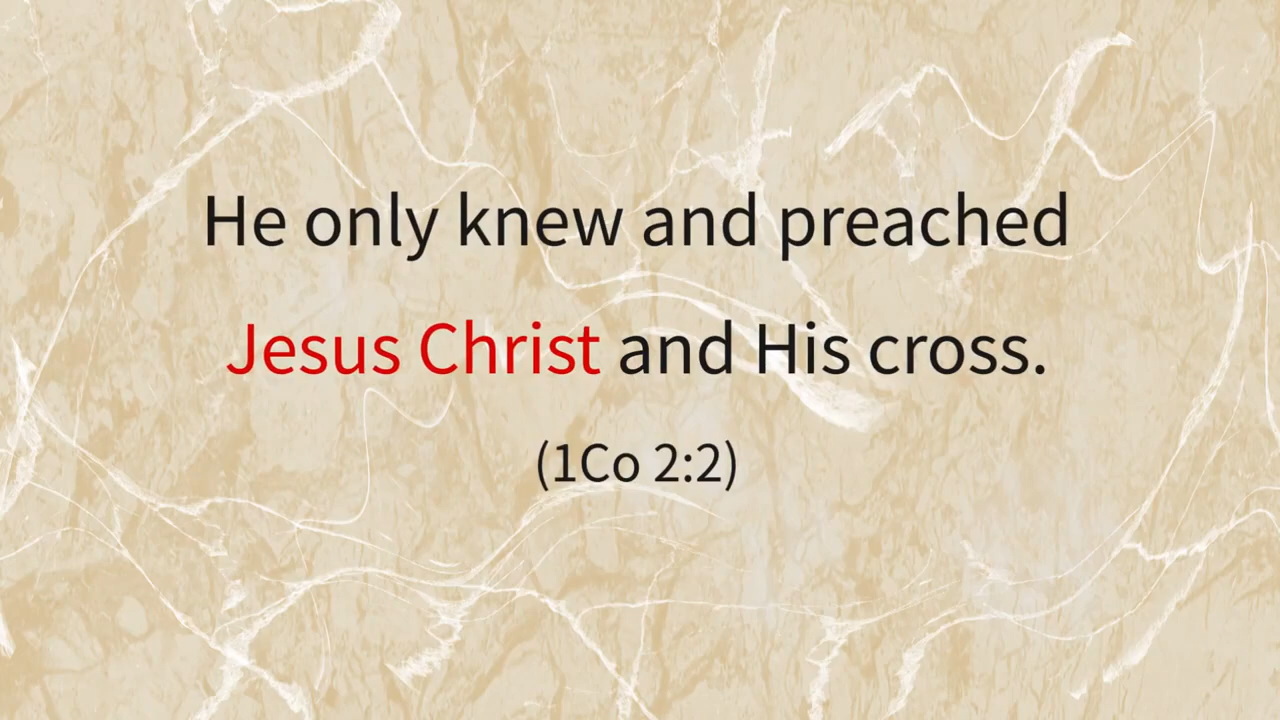 He only knew and preached
Jesus Christ and His cross.
(1Co 2:2)